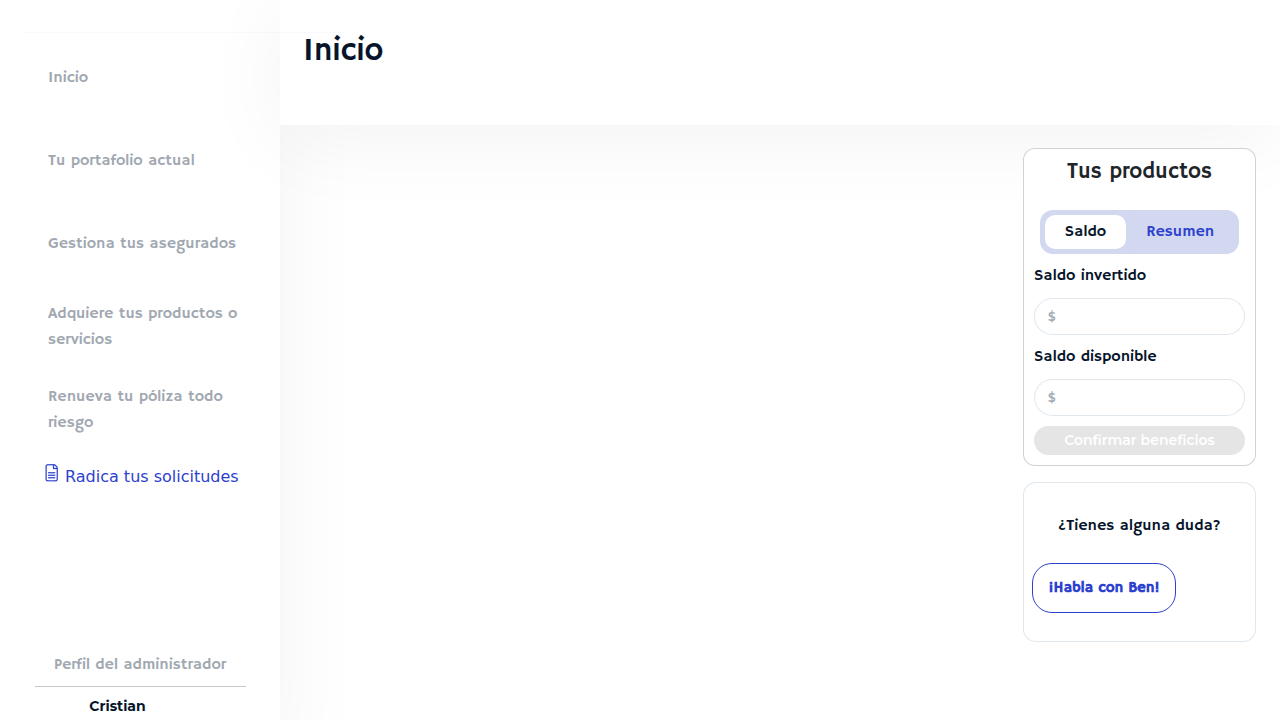 Inicio
Tu portafolio actual
Gestiona tus asegurados
Adquiere tus productos o
servicios
Renueva tu póliza todo
riesgo
Radica tus solicitudes
Perfil del administrador
Cristian
Inicio
Tus productos
Saldo
Resumen
Saldo invertido
$
Saldo disponible
$
Confirmar beneficios
¿Tienes alguna duda?
¡Habla con Ben!